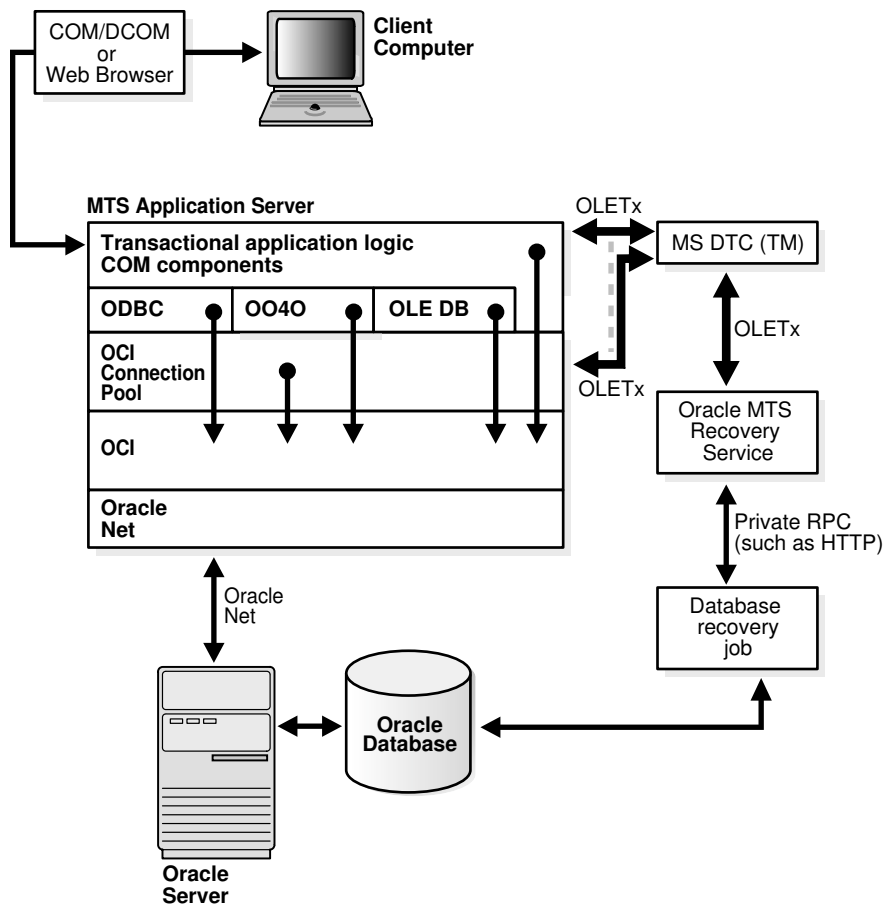 COM/DCOM
or
Web Browser
Client
Computer
MTS Application Server
Transactional application logic
COM components
ODBC
OO4O
OLE DB
OCI
Connection
Pool
OCI
Oracle
Net
OLETx
MS DTC (TM)
OLETx
OLETx
Oracle MTS
Recovery
Service
Private RPC
(such as HTTP)
Database
recovery
job
Oracle
Net
Oracle
Database
Oracle
Server